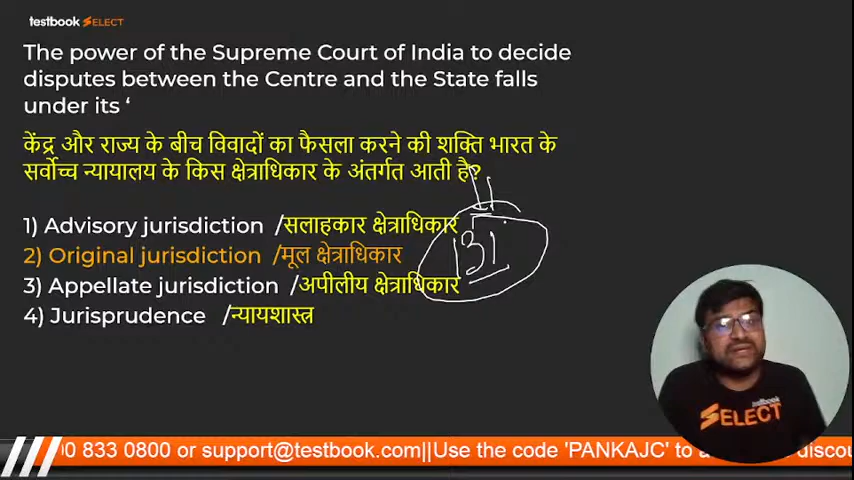 testbook SELECT
The power of the Supreme Court of India to decide
disputes between the Centre and the State falls
under its ‘
केंद्र और राज्य के बीच विवादों का फैसला करने की शक्ति भारत के
सर्वोच्च न्यायालय के किस क्षेत्राधिकार के अंतर्गत आती है?
1) Advisory jurisdiction /सलाहकार क्षेत्राधिकार
2) Original jurisdiction /मूल क्षेत्राधिकार
131
3) Appellate jurisdiction /अपीलीय क्षेत्राधिकार
4) Jurisprudence /न्यायशास्त्र
testbook
SELECT
00 833 0800 or support@testbook.com||Use the code 'PANKAJC' to a discou